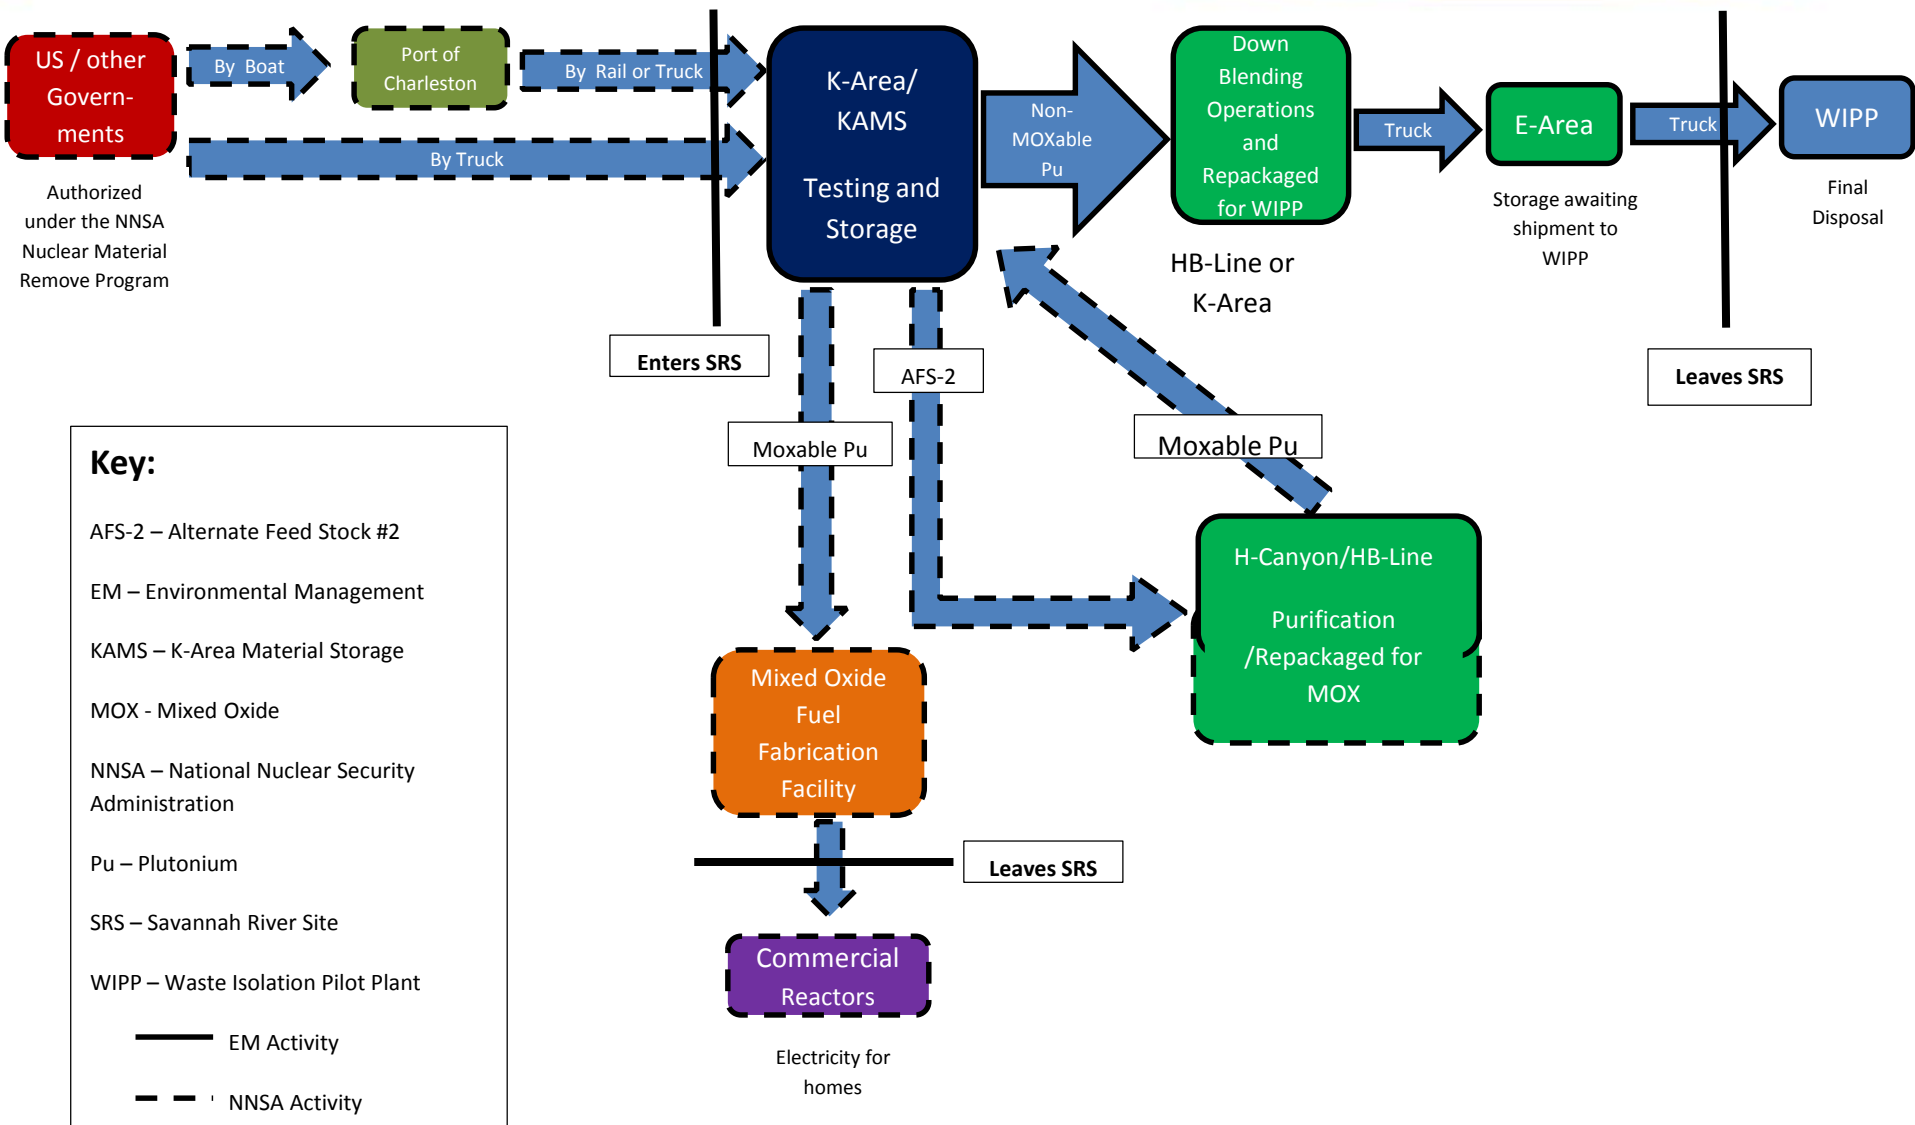 US / other
Govern-
ments
By Boat
Port of
Charleston
By Rail or Truck
By Truck
Authorized
under the NNSA
Nuclear Material
Remove Program
K-Area/
KAMS
Testing and
Storage
Non-
MOXable
Pu
Down
Blending
Operations
and
Repackaged
for WIPP
HB-Line or
K-Area
Truck
E-Area
Storage awaiting
shipment to
WIPP
Truck
WIPP
Final
Disposal
Enters SRS
AFS-2
Leaves SRS
Moxable Pu
Moxable Pu
H-Canyon/HB-Line
Purification
/Repackaged for
MOX
Mixed Oxide
Fuel
Fabrication
Facility
Leaves SRS
Commercial
Reactors
Electricity for
homes
Key:
AFS-2 – Alternate Feed Stock #2
EM – Environmental Management
KAMS – K-Area Material Storage
MOX - Mixed Oxide
NNSA – National Nuclear Security
Administration
Pu – Plutonium
SRS – Savannah River Site
WIPP – Waste Isolation Pilot Plant
EM Activity
NNSA Activity